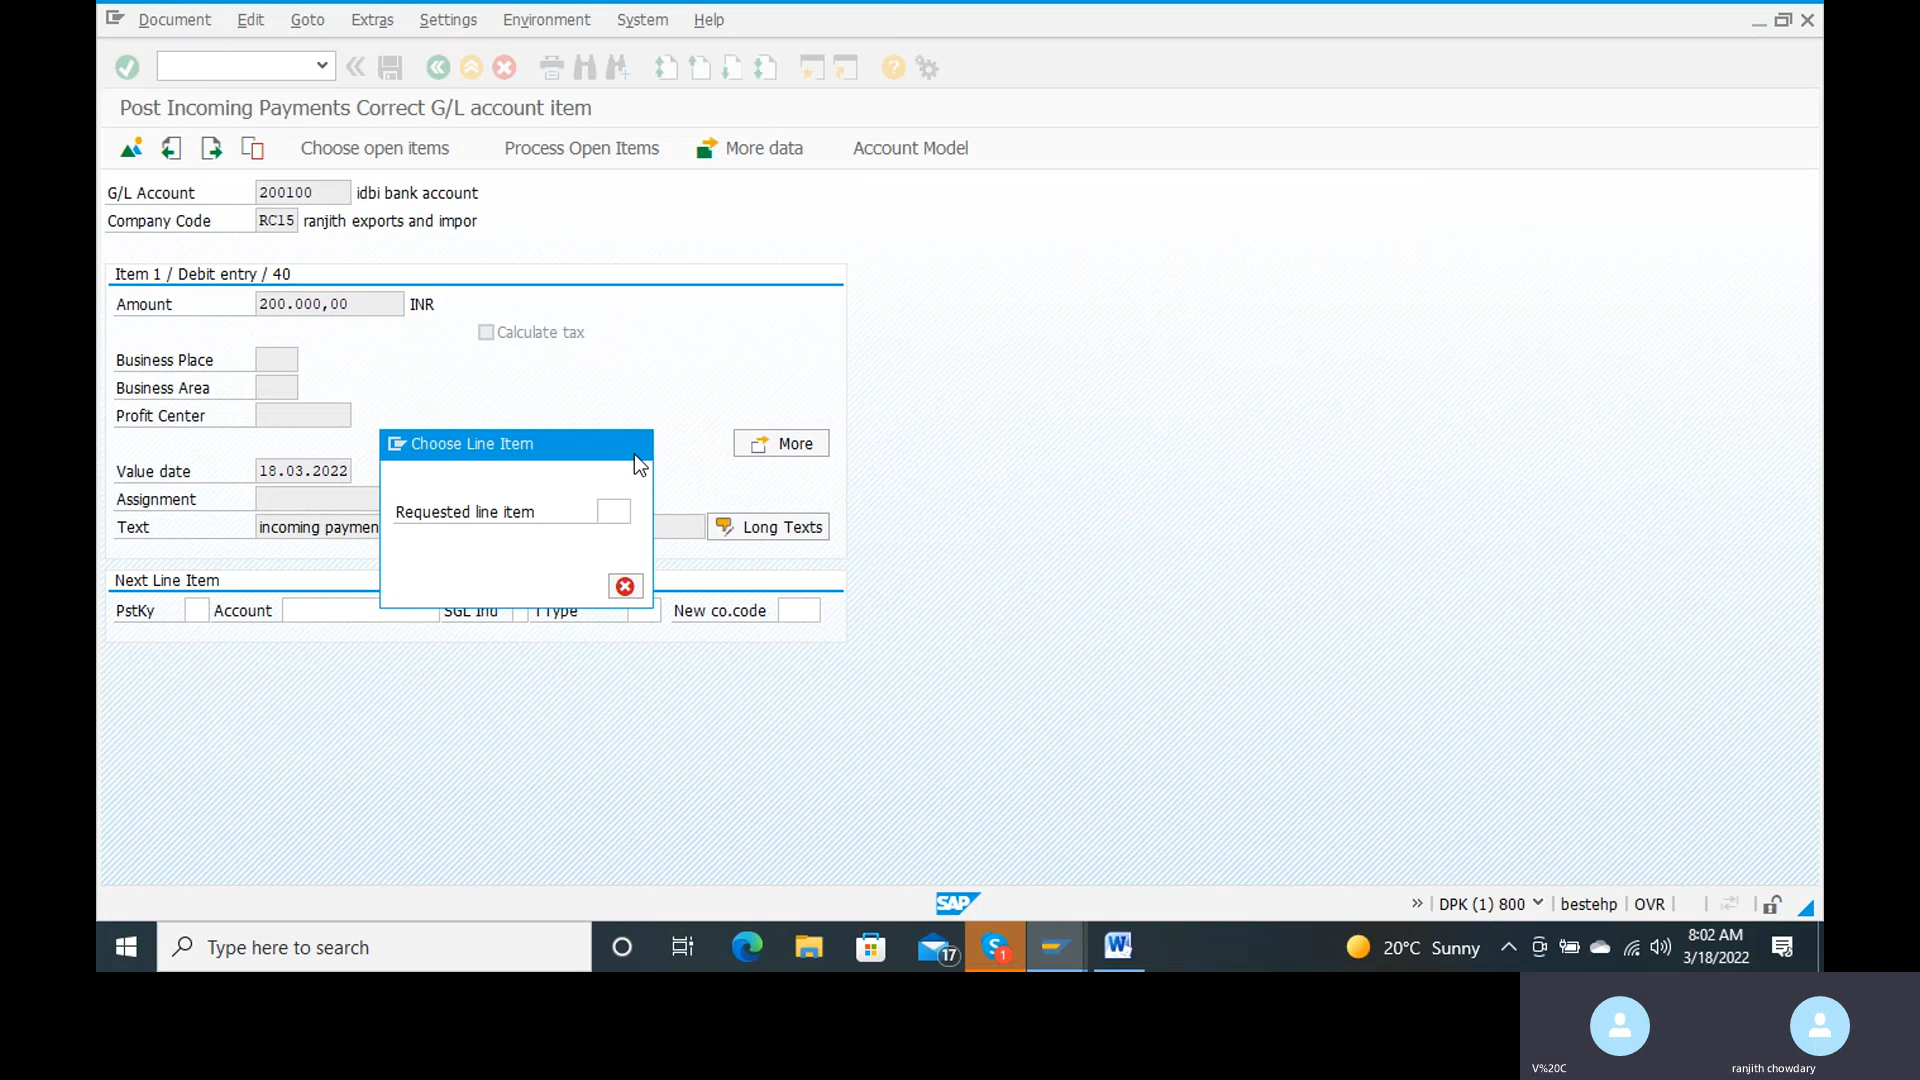 Document Edit Goto Extras Settings Environment System Help
Post Incoming Payments Correct G/L account item
Choose open items Process Open Items More data Account Model
G/L Account 200100 idbi bank account
Company Code RC15 ranjith exports and impor
Item 1 / Debit entry / 40
Amount 200.000,00 INR
Calculate tax
Business Place
Business Area
Profit Center
Choose Line Item
More
Value date 18.03.2022
Assignment
Requested line item
Text incoming paymen
Long Texts
Next Line Item
PstKy Account SGL Ind TType New co.code
SAP
DPK (1) 800 bestehp OVR
Type here to search
17
1
20°C Sunny
8:02 AM
3/18/2022
V%20C
ranjith chowdary